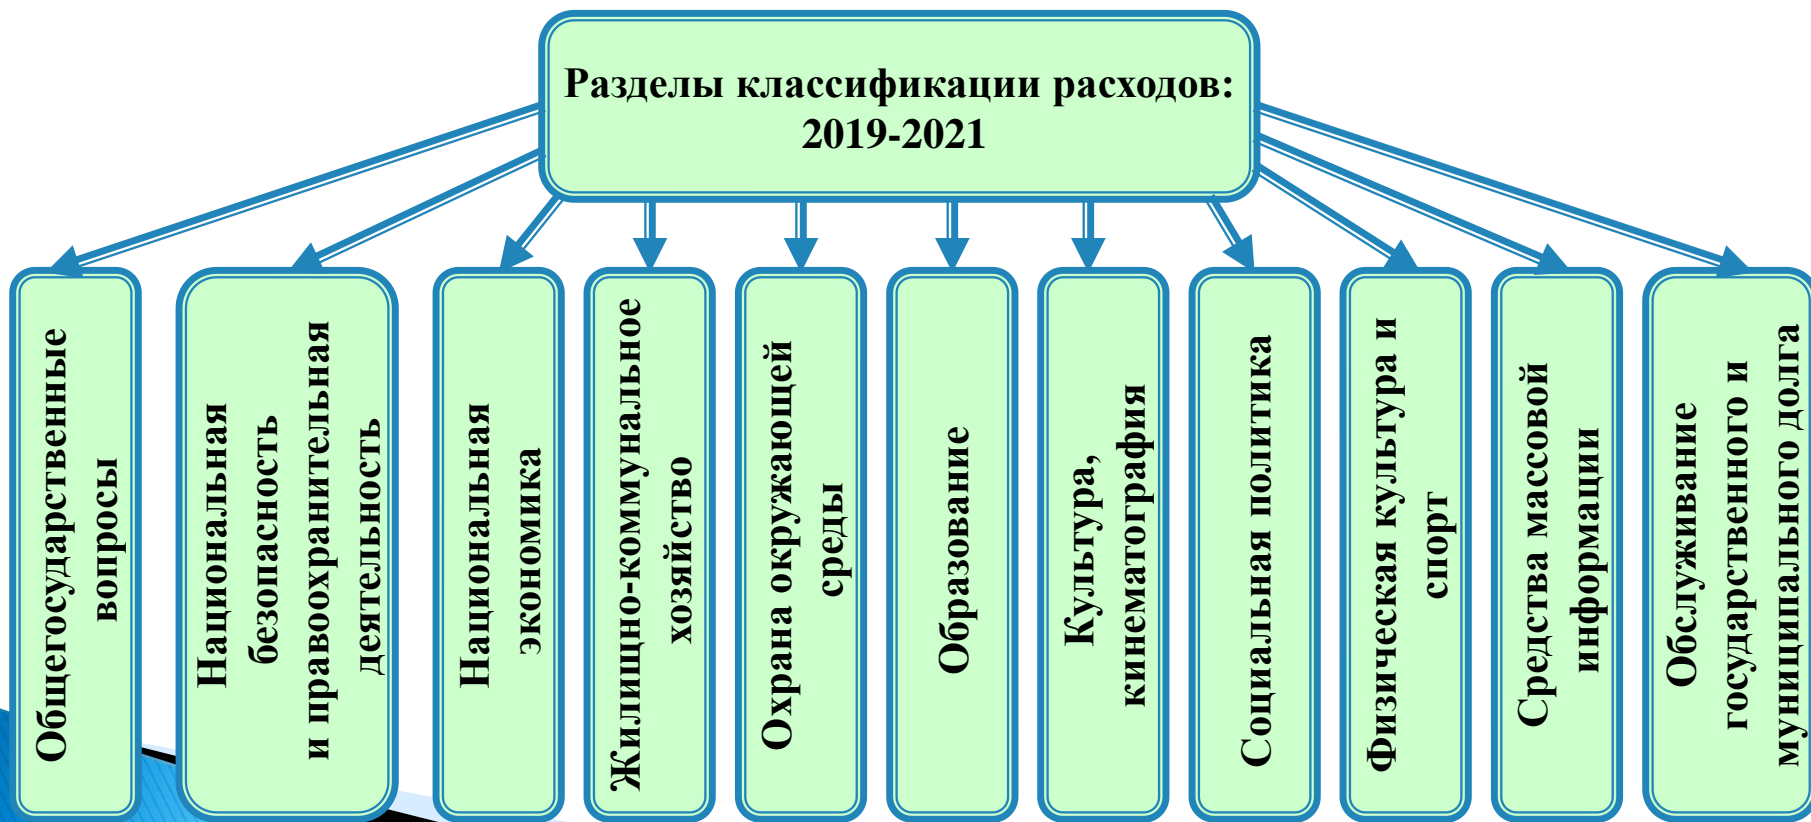 Разделы классификации расходов:
2019-2021
Общегосударственные
вопросы
Национальная
безопасность
и правоохранительная
деятельность
Национальная
экономика
Жилищно-коммунальное
хозяйство
Охрана окружающей
среды
Образование
Культура,
кинематография
Социальная политика
Физическая культура и
спорт
Средства массовой
информации
Обслуживание
государственного и
муниципального долга